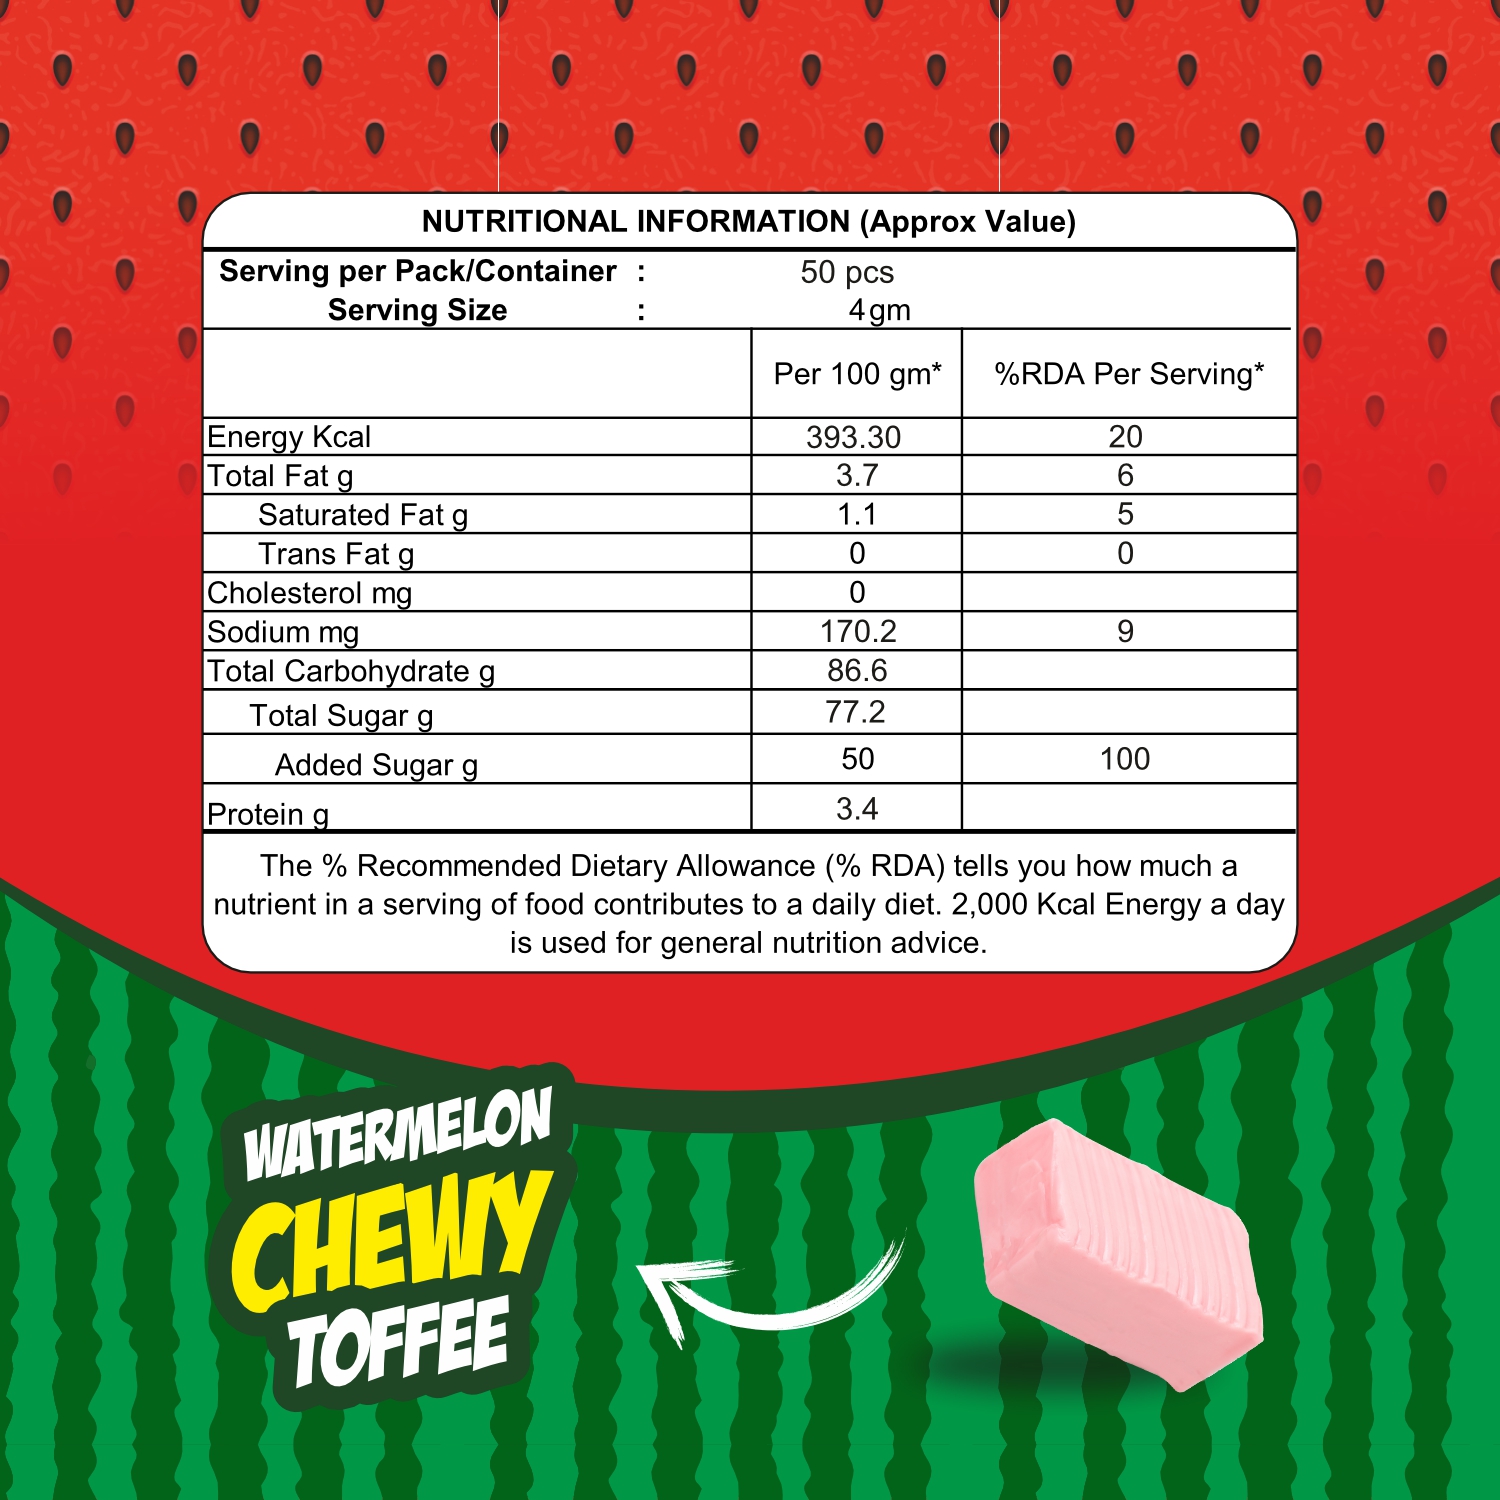 NUTRITIONAL INFORMATION (Approx Value)
Serving per Pack/Container : 50 pcs
Serving Size : 4gm
Per 100 gm* %RDA Per Serving*
Energy Kcal 393.30 20
Total Fat g 3.7 6
Saturated Fat g 1.1 5
Trans Fat g 0 0
Cholesterol mg 0
Sodium mg 170.2 9
Total Carbohydrate g 86.6
Total Sugar g 77.2
Added Sugar g 50 100
Protein g 3.4
The % Recommended Dietary Allowance (% RDA) tells you how much a
nutrient in a serving of food contributes to a daily diet. 2,000 Kcal Energy a day
is used for general nutrition advice.
WATERMELON
CHEWY
TOFFEE